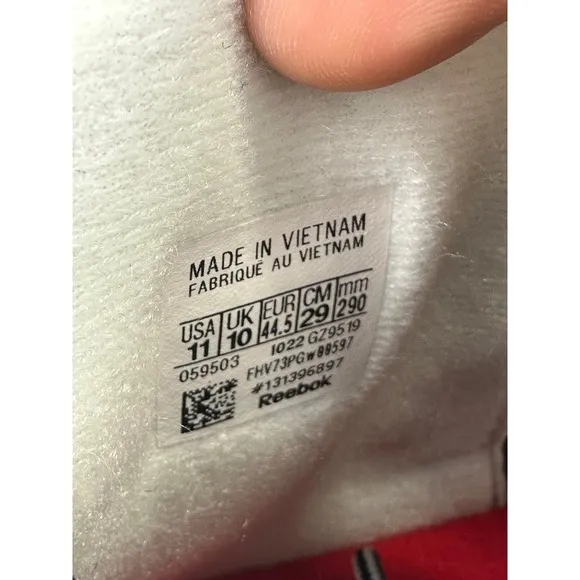 MADE IN VIETNAM
FABRIQUÉ AU VIETNAM
USA UK EUR CM mm
11 10 44.5 29 290
059503 1022 GZ9519
FHV73PGW99597
#131396897
Reebok